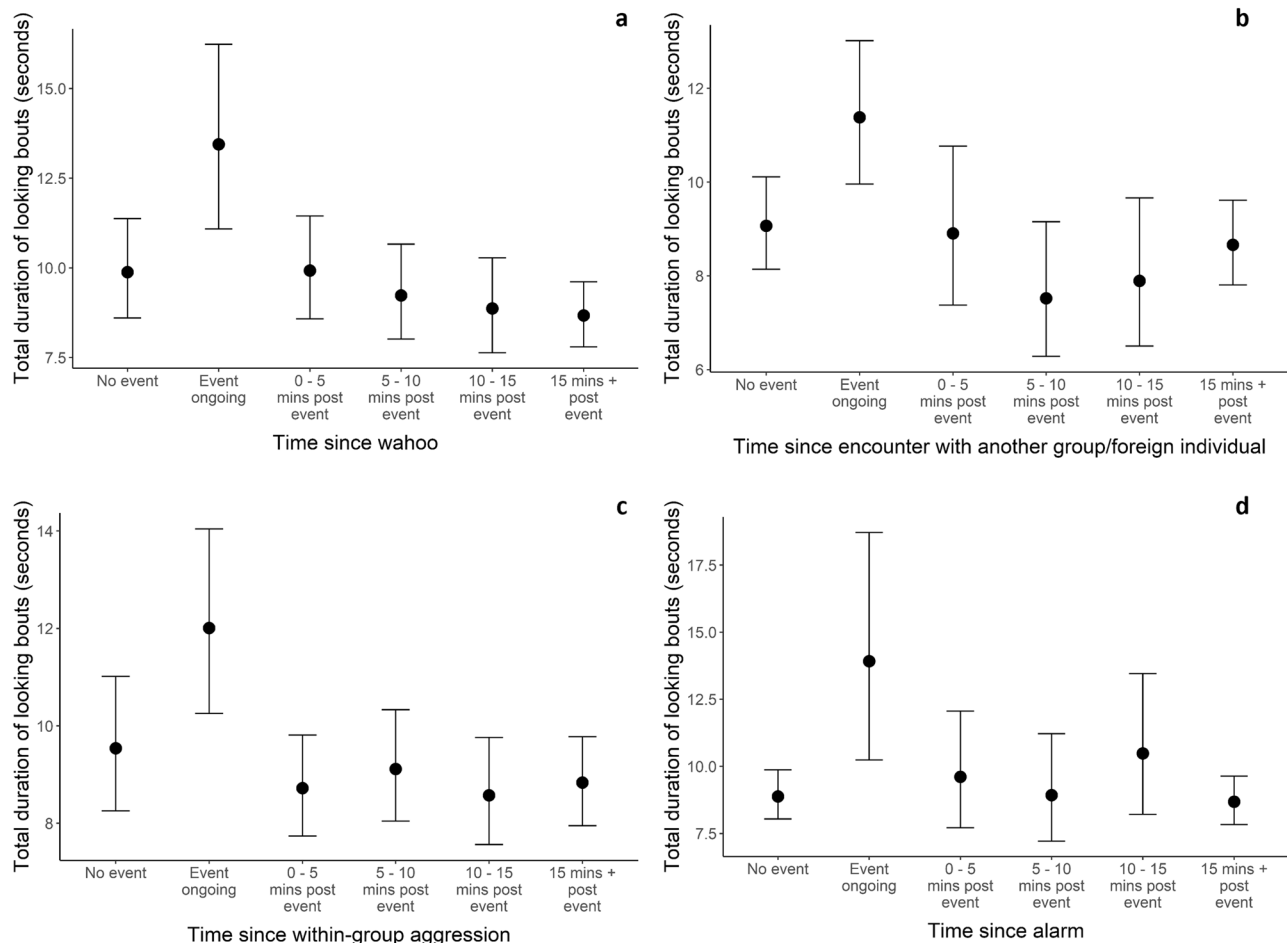 a
Total duration of looking bouts (seconds)
15.0
12.5
10.0
7.5
No event
Event
ongoing
0 - 5
mins post
event
5 - 10
mins post
event
10 - 15
mins post
event
15 mins +
post
event
Time since wahoo
b
Total duration of looking bouts (seconds)
12
10
8
6
No event
Event
ongoing
0 - 5
mins post
event
5 - 10
mins post
event
10 - 15
mins post
event
15 mins +
post
event
Time since encounter with another group/foreign individual
c
Total duration of looking bouts (seconds)
14
12
10
8
No event
Event
ongoing
0 - 5
mins post
event
5 - 10
mins post
event
10 - 15
mins post
event
15 mins +
post
event
Time since within-group aggression
d
Total duration of looking bouts (seconds)
17.5
15.0
12.5
10.0
7.5
No event
Event
ongoing
0 - 5
mins post
event
5 - 10
mins post
event
10 - 15
mins post
event
15 mins +
post
event
Time since alarm